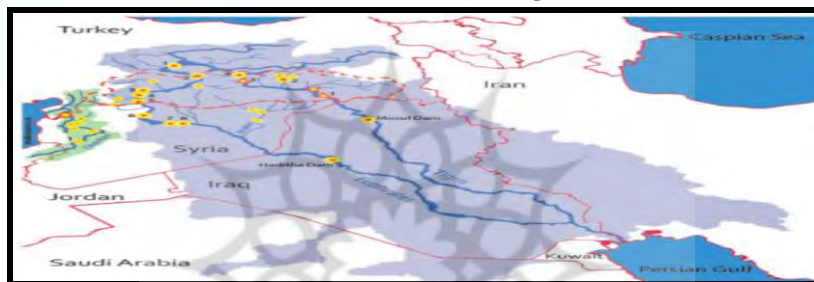 Turkey
Caspian Sea
Iran
Mosul Dam
Syria
Haditha Dam
Iraq
Jordan
Kuwait
Saudi Arabia
Persian Gulf